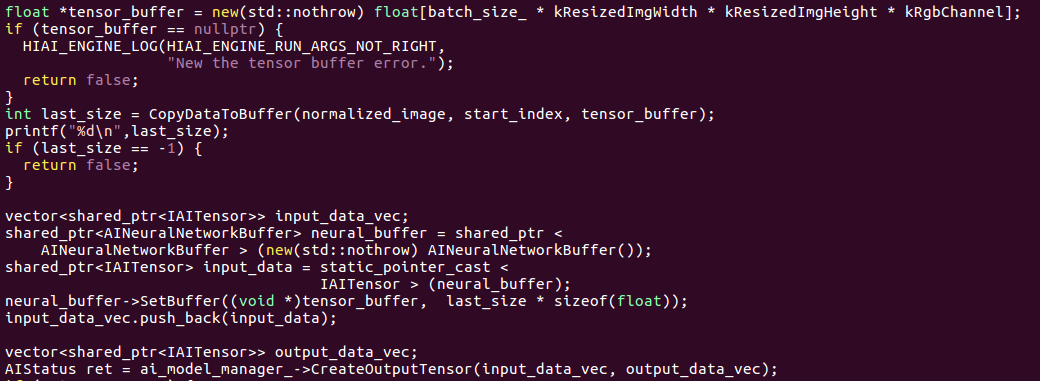 float *tensor_buffer = new(std::nothrow) float[batch_size_ * kResizedImgWidth * kResizedImgHeight * kRgbChannel];
if (tensor_buffer == nullptr) {
  HIAI_ENGINE_LOG(HIAI_ENGINE_RUN_ARGS_NOT_RIGHT,
                  "New the tensor buffer error.");
  return false;
}
int last_size = CopyDataToBuffer(normalized_image, start_index, tensor_buffer);
printf("%d\n",last_size);
if (last_size == -1) {
  return false;
}

vector<shared_ptr<IAITensor>> input_data_vec;
shared_ptr<AINeuralNetworkBuffer> neural_buffer = shared_ptr <
    AINeuralNetworkBuffer > (new(std::nothrow) AINeuralNetworkBuffer());
shared_ptr<IAITensor> input_data = static_pointer_cast <
                                    IAITensor > (neural_buffer);
neural_buffer->SetBuffer((void *)tensor_buffer,  last_size * sizeof(float));
input_data_vec.push_back(input_data);

vector<shared_ptr<IAITensor>> output_data_vec;
AIStatus ret = ai_model_manager_->CreateOutputTensor(input_data_vec, output_data_vec);